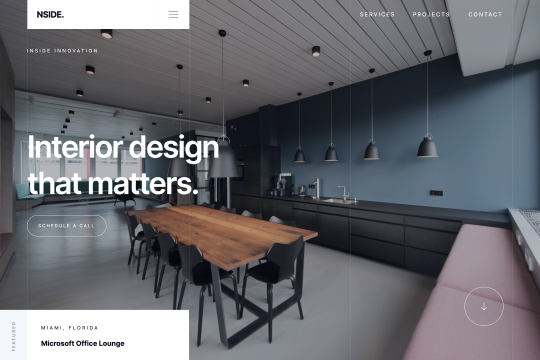 NSIDE.
SERVICES PROJECTS CONTACT
INSIDE INNOVATION
Interior design
that matters.
SCHEDULE A CALL
FEATURED
MIAMI, FLORIDA
Microsoft Office Lounge